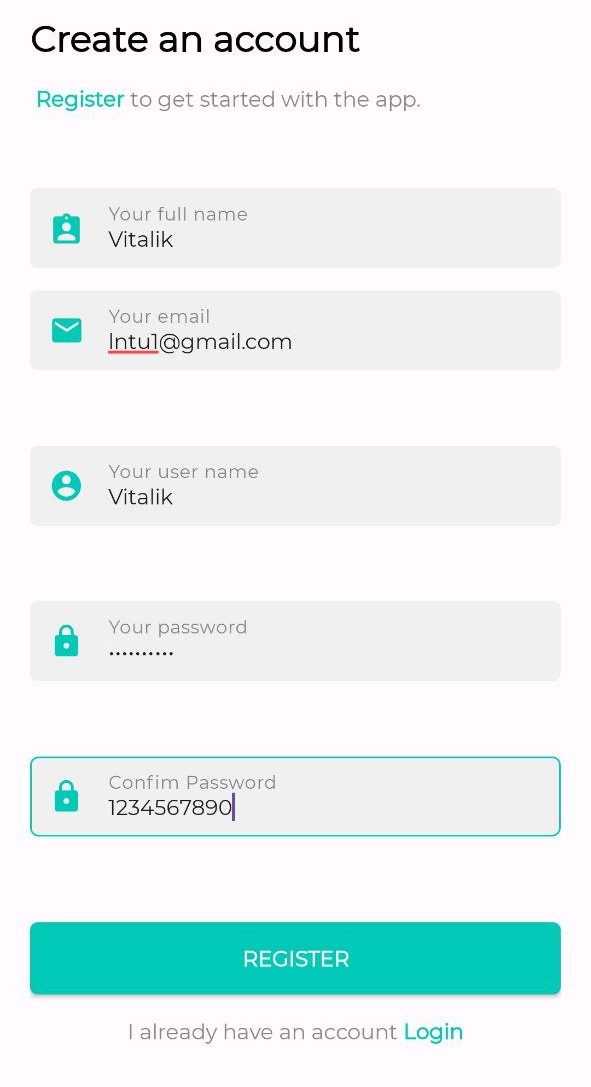 Create an account
Register to get started with the app.
Your full name
Vitalik
Your email
lntu1@gmail.com
Your user name
Vitalik
Your password
••••••••••
Confim Password
1234567890
REGISTER
I already have an account Login